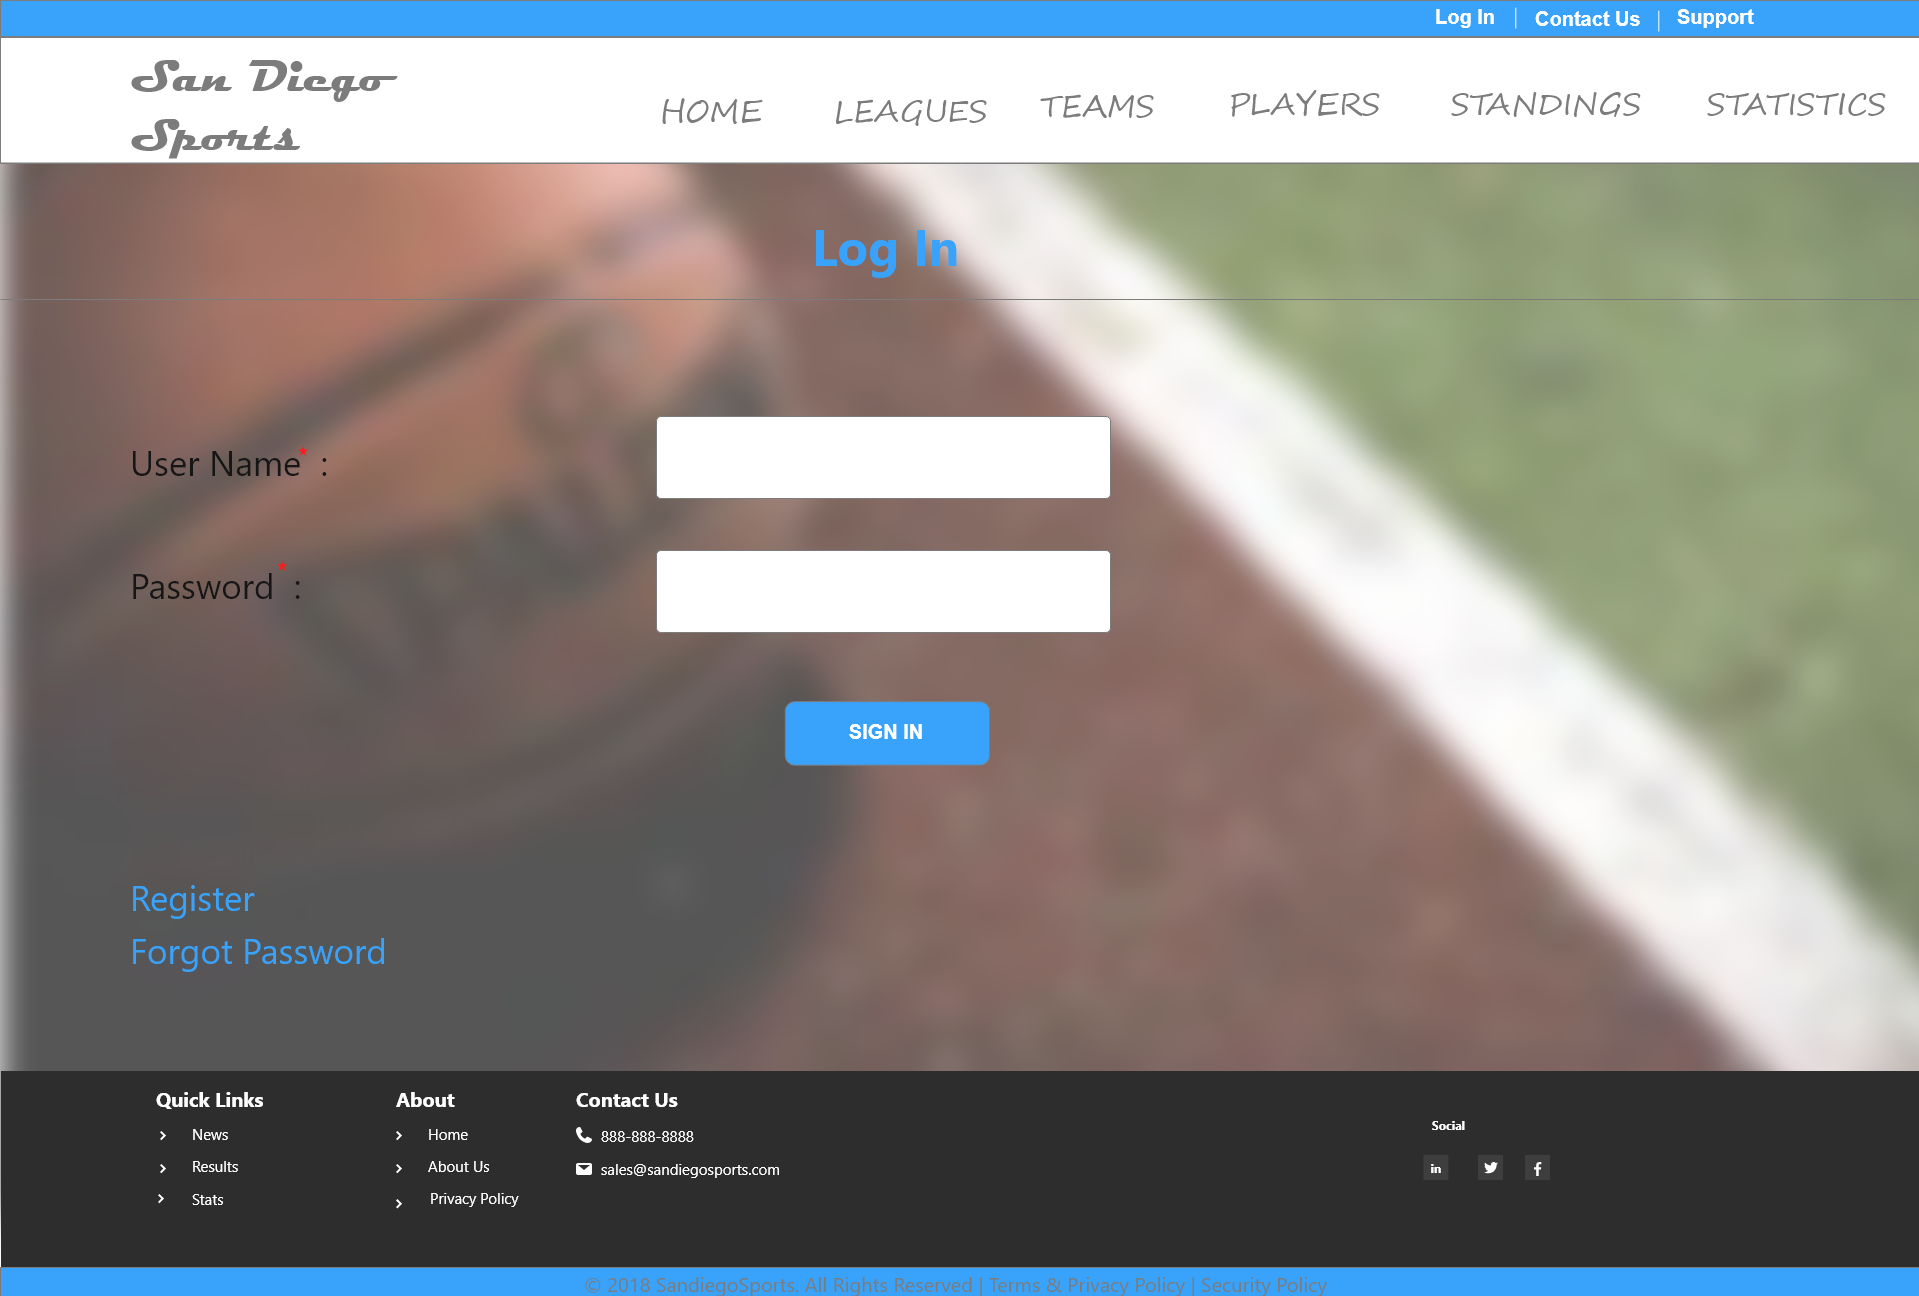 Log In | Contact Us | Support
San Diego
Sports
HOME LEAGUES TEAMS PLAYERS STANDINGS STATISTICS
Log In
User Name* :
Password* :
SIGN IN
Register
Forgot Password
Quick Links
News
Results
Stats
About
Home
About Us
Privacy Policy
Contact Us
888-888-8888
sales@sandiegosports.com
Social
in
f
© 2018 SandiegoSports. All Rights Reserved | Terms & Privacy Policy | Security Policy